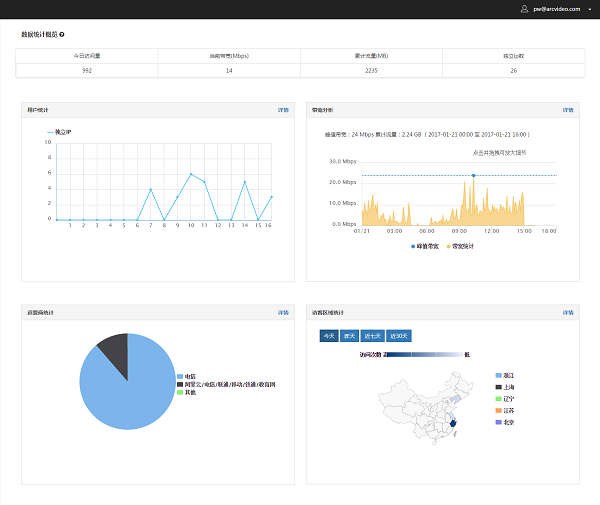 pw@arcvideo.com
数据统计概览
今日访问量 当前带宽(Mbps) 累计流量(MB) 独立Ip数
992 14 2235 26
用户统计 详情
独立IP
10
8
6
4
2
0
1 2 3 4 5 6 7 8 9 10 11 12 13 14 15 16
带宽分析 详情
峰值带宽：24 Mbps 累计流量：2.24 GB（ 2017-01-21 00:00 至 2017-01-21 16:00 ）
点击并拖拽可放大细节
30.0 Mbps
20.0 Mbps
10.0 Mbps
0.0 Mbps
01/21 03:00 06:00 09:00 12:00 15:00 18:00
峰值带宽 带宽统计
运营商统计 详情
电信
阿里云/电信/联通/移动/铁通/教育网
其他
访客区域统计 详情
今天 昨天 近七天 近30天
访问次数 高 低
浙江
上海
辽宁
江苏
北京